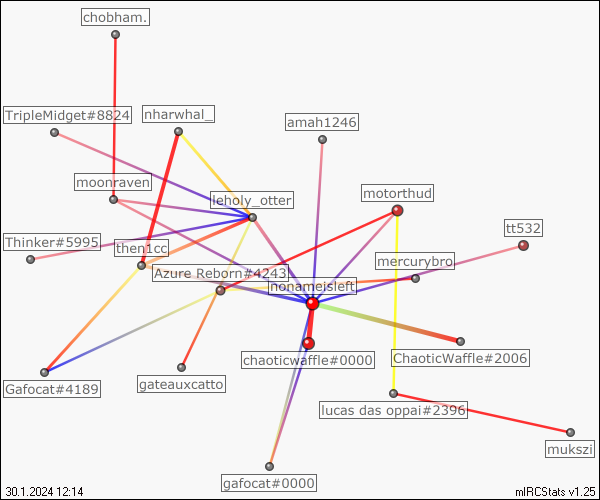 chobham.
TripleMidget#8824
nharwhal_
amah1246
moonraven
leholy_otter
motorthud
tt532
Thinker#5995
then1cc
mercurybro
Azure Reborn#4243
nonameisleft
chaoticwaffle#0000
ChaoticWaffle#2006
Gafocat#4189
gateauxcatto
lucas das oppai#2396
mukszi
gafocat#0000
30.1.2024 12:14
mIRCStats v1.25